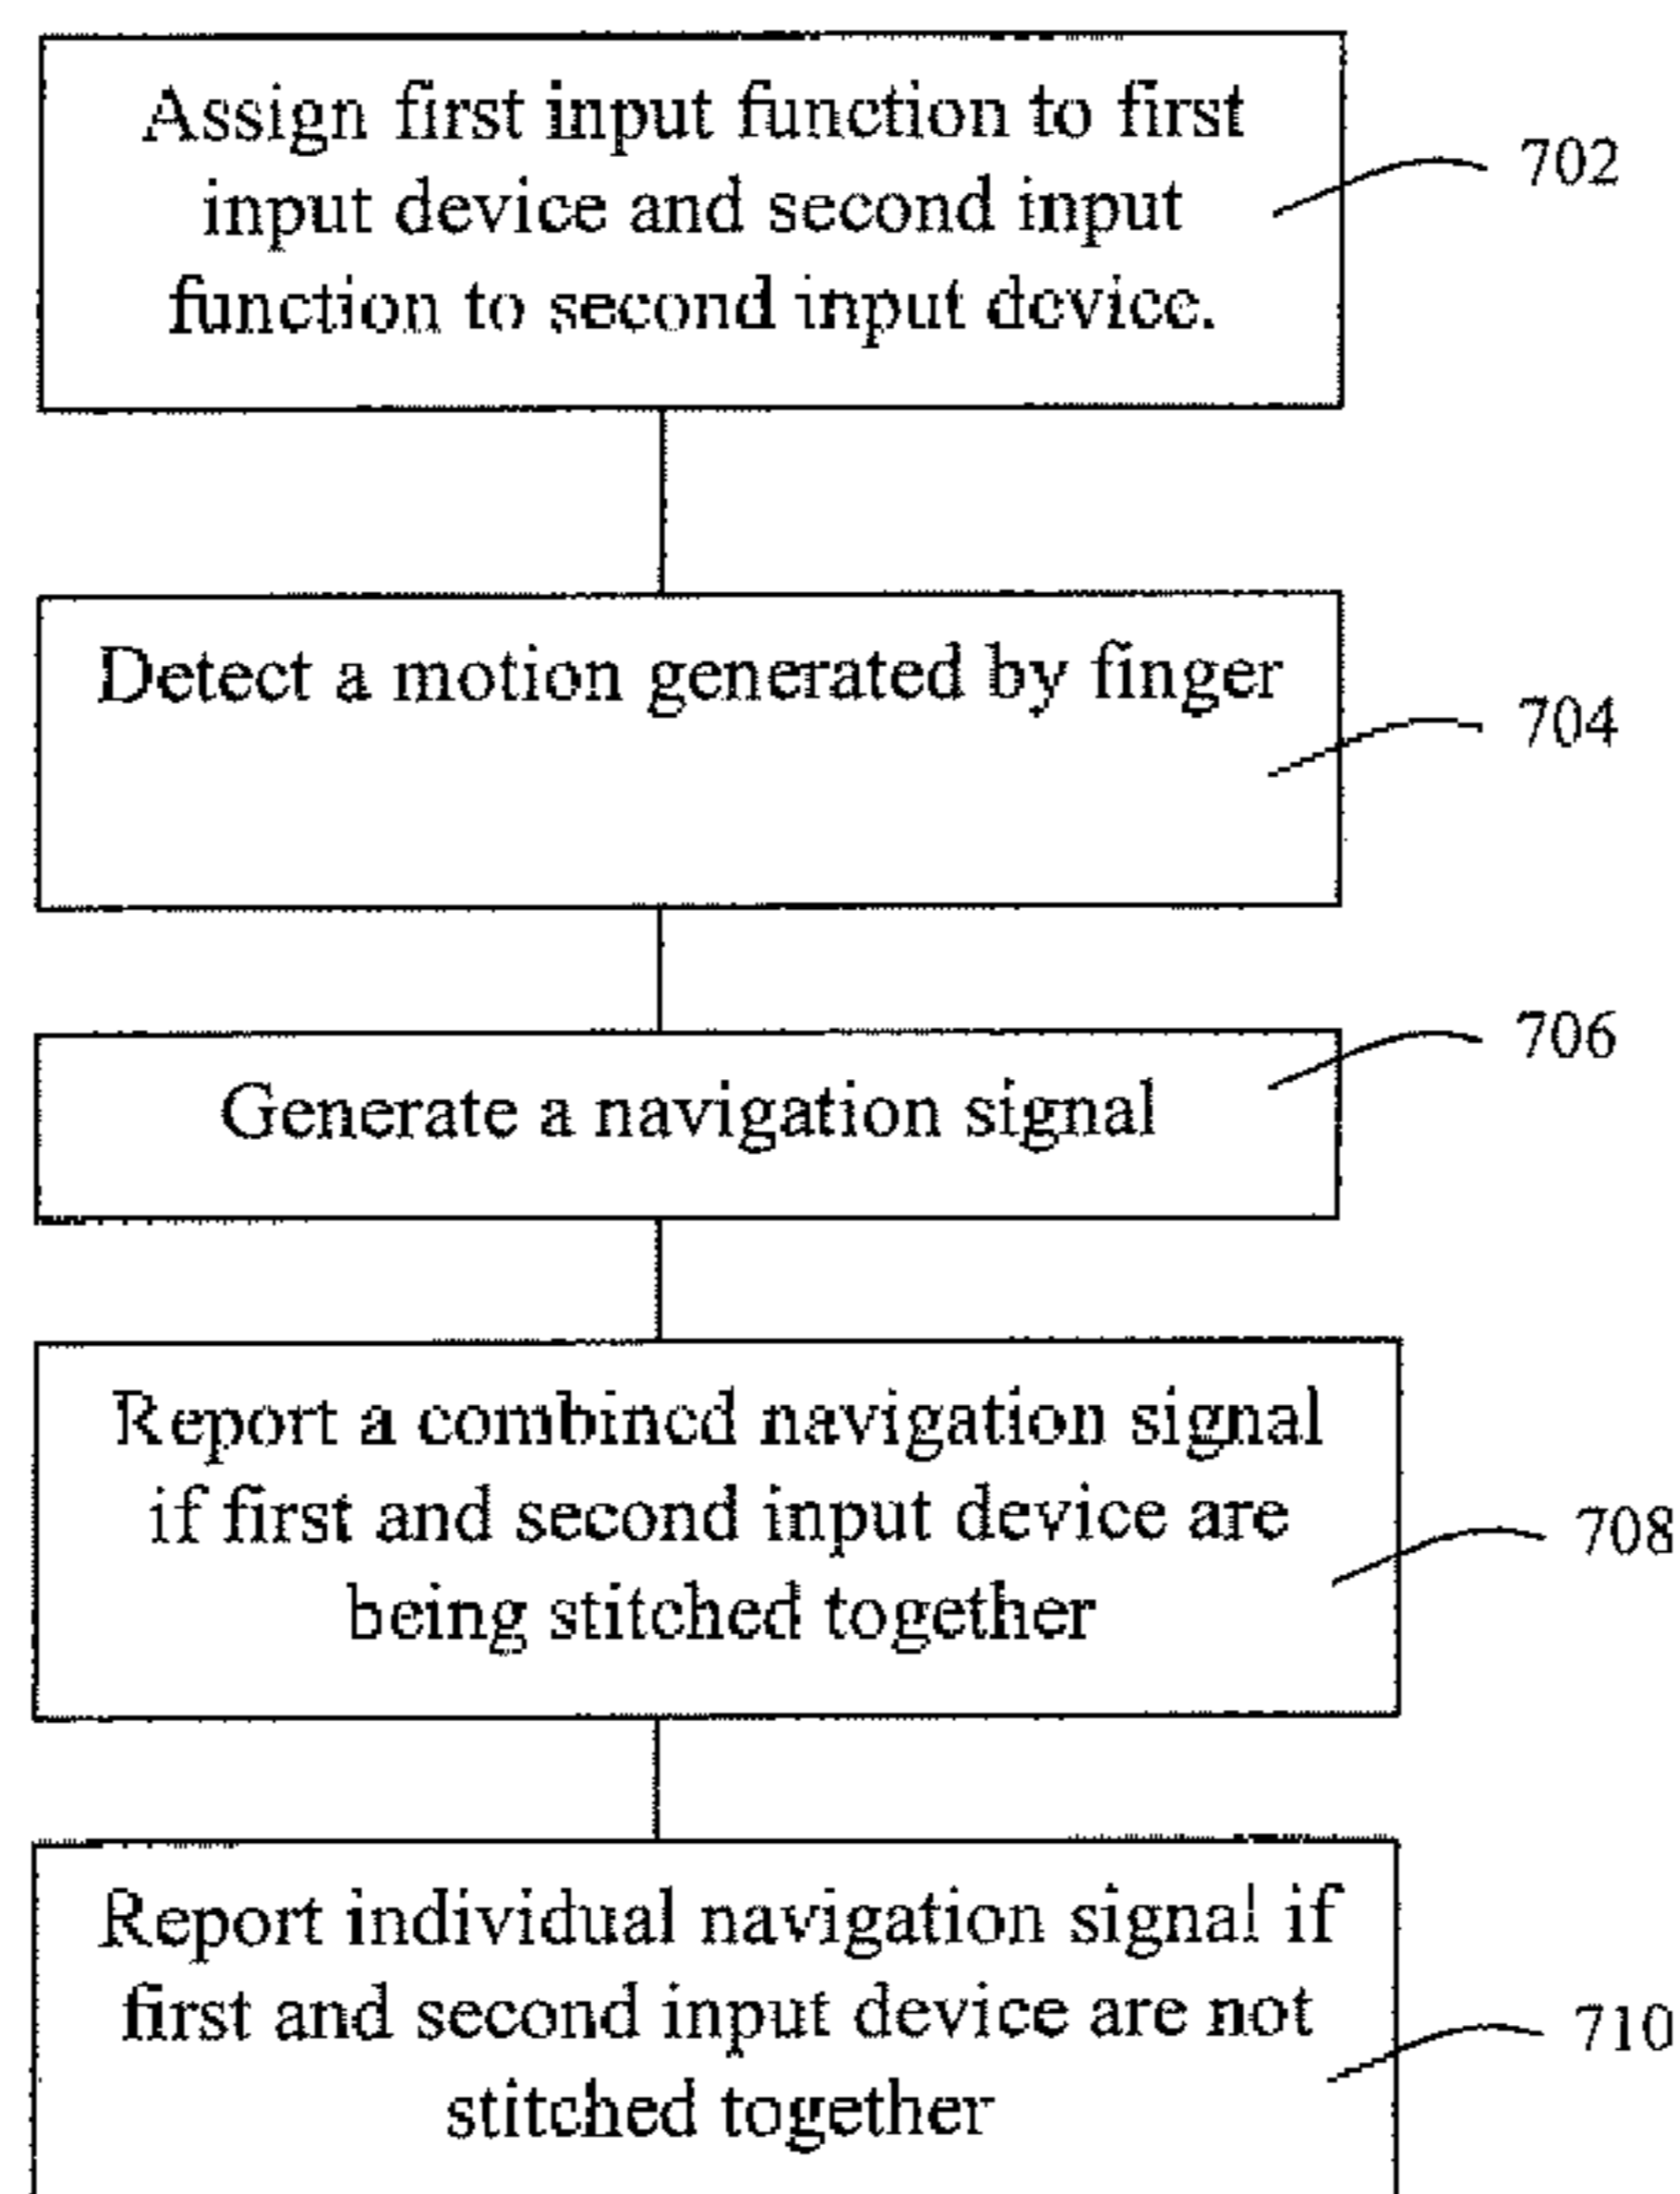 Assign first input function to first
input device and second input
function to second input device.
702
Detect a motion generated by finger
704
Generate a navigation signal
706
Report a combined navigation signal
if first and second input device are
being stitched together
708
Report individual navigation signal if
first and second input device are not
stitched together
710